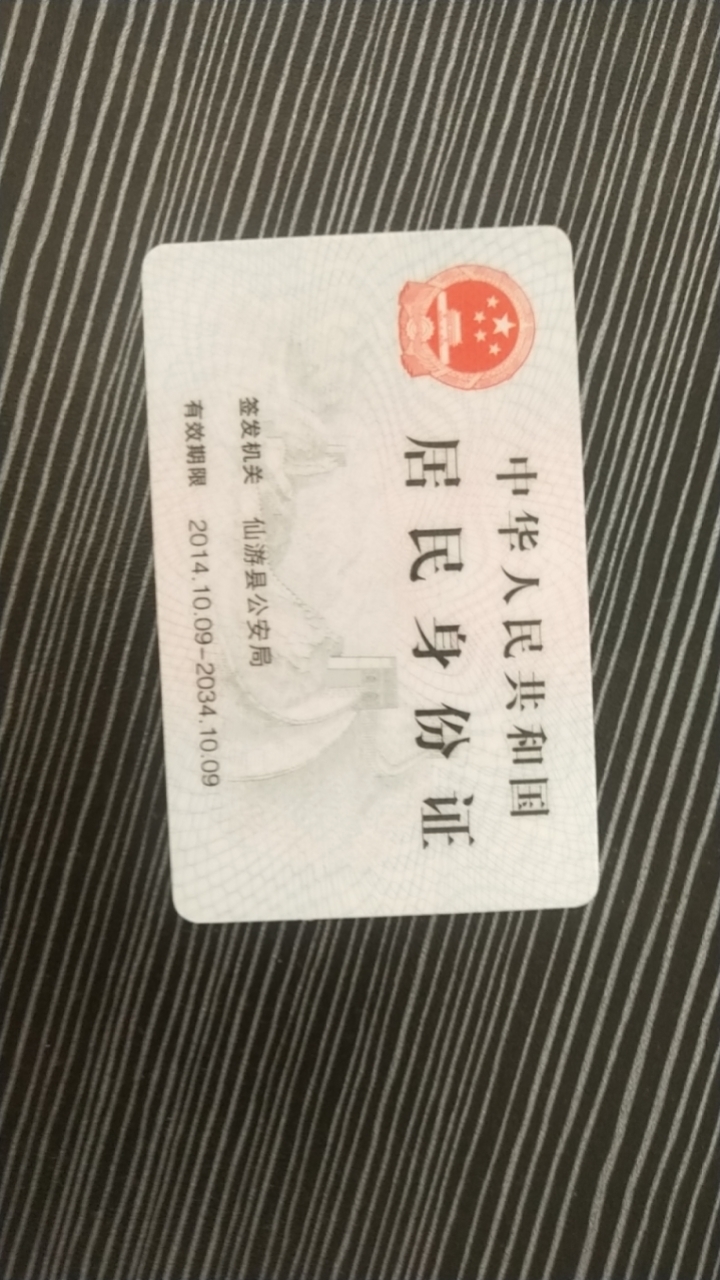 中华人民共和国
居民身份证
签发机关 仙游县公安局
有效期限 2014.10.09-2034.10.09